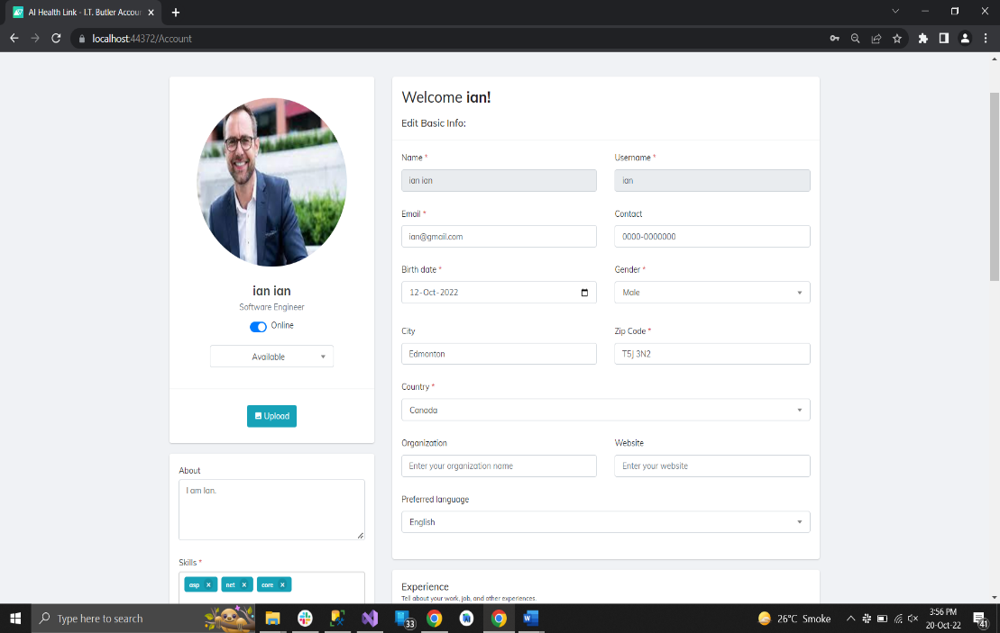 AI Health Link - I.T. Butler Accoun
localhost:44372/Account
ian ian
Software Engineer
Online
Available
Upload
About
I am Ian.
Skills *
asp
net
core
Welcome ian!
Edit Basic Info:
Name * Username *
ian ian ian
Email * Contact
ian@gmail.com 0000-0000000
Birth date * Gender *
12-Oct-2022 Male
City Zip Code *
Edmonton T5J 3N2
Country *
Canada
Organization Website
Enter your organization name Enter your website
Preferred language
English
Experience
Tell about your work, job, and other experiences.
Type here to search
33
26°C Smoke
3:56 PM
20-Oct-22
41